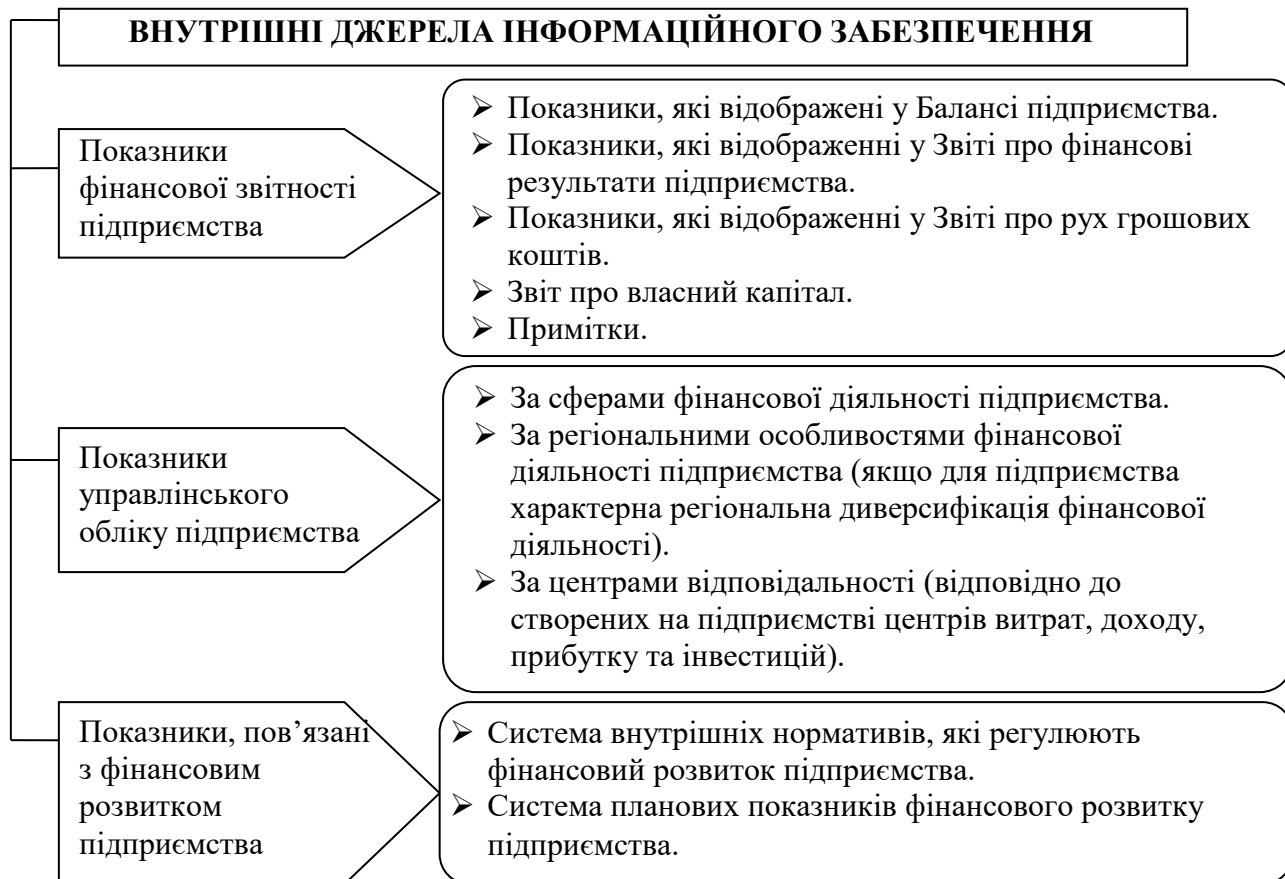 ВНУТРІШНІ ДЖЕРЕЛА ІНФОРМАЦІЙНОГО ЗАБЕЗПЕЧЕННЯ
Показники
фінансової звітності
підприємства
➢ Показники, які відображені у Балансі підприємства.
➢ Показники, які відображенні у Звіті про фінансові
результати підприємства.
➢ Показники, які відображенні у Звіті про рух грошових
коштів.
➢ Звіт про власний капітал.
➢ Примітки.
Показники
управлінського
обліку підприємства
➢ За сферами фінансової діяльності підприємства.
➢ За регіональними особливостями фінансової
діяльності підприємства (якщо для підприємства
характерна регіональна диверсифікація фінансової
діяльності).
➢ За центрами відповідальності (відповідно до
створених на підприємстві центрів витрат, доходу,
прибутку та інвестицій).
Показники, пов’язані
з фінансовим
розвитком
підприємства
➢ Система внутрішніх нормативів, які регулюють
фінансовий розвиток підприємства.
➢ Система планових показників фінансового розвитку
підприємства.